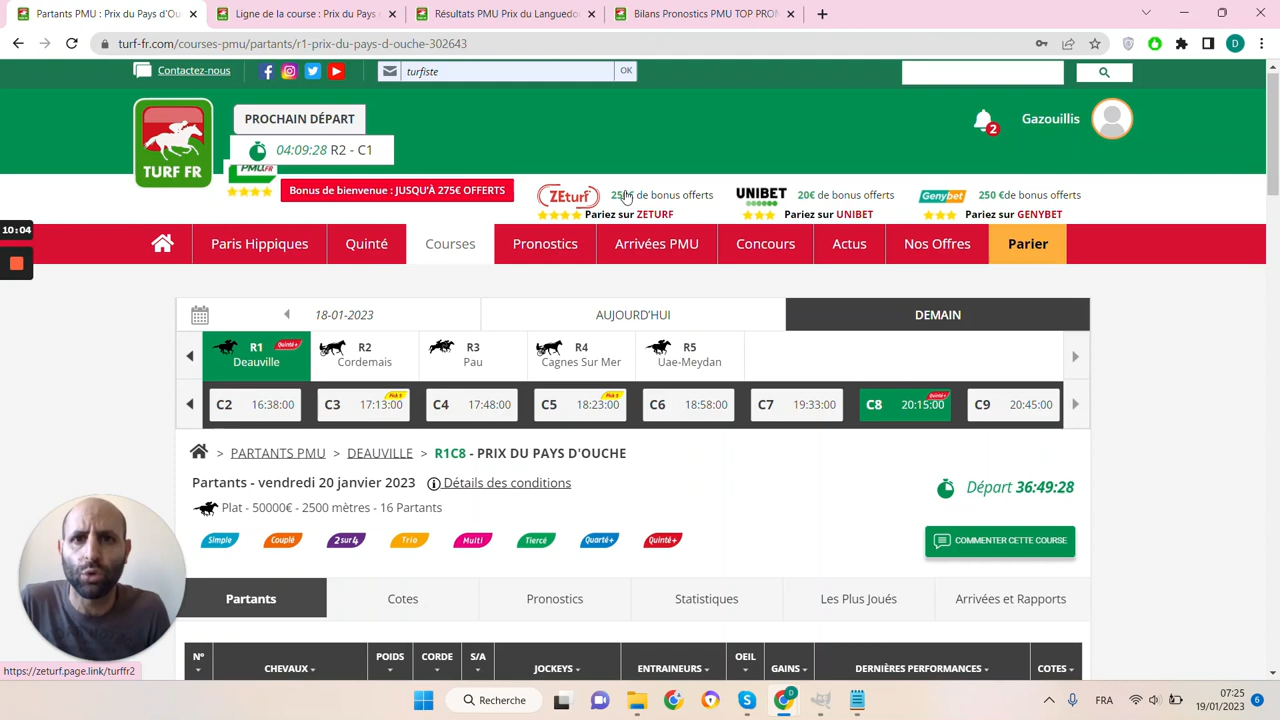 Partants PMU : Prix du Pays d'Ou
Ligne de la course : Prix du Pays
Résultats PMU Prix du Languedo
Bilans Pronostics PMU TOP PRON
turf-fr.com/courses-pmu/partants/r1-prix-du-pays-d-ouche-302643
D
Contactez-nous
turfiste
OK
TURF FR
PROCHAIN DÉPART
04:09:28 R2 - C1
2
Gazouillis
PMU.FR
Bonus de bienvenue : JUSQU'À 275€ OFFERTS
ZEturf
250€ de bonus offerts
Pariez sur ZETURF
UNIBET
20€ de bonus offerts
Pariez sur UNIBET
Genybet
250 €de bonus offerts
Pariez sur GENYBET
10:04
Paris Hippiques
Quinté
Courses
Pronostics
Arrivées PMU
Concours
Actus
Nos Offres
Parier
18-01-2023
AUJOURD'HUI
DEMAIN
R1
Quinté+
Deauville
R2
Cordemais
R3
Pau
R4
Cagnes Sur Mer
R5
Uae-Meydan
C2 16:38:00
C3 17:13:00
C4 17:48:00
C5 18:23:00
C6 18:58:00
C7 19:33:00
C8 20:15:00
C9 20:45:00
> PARTANTS PMU > DEAUVILLE > R1C8 - PRIX DU PAYS D'OUCHE
Partants - vendredi 20 janvier 2023
Détails des conditions
Départ 36:49:28
Plat - 50000€ - 2500 mètres - 16 Partants
Simple
Couplé
2sur4
Trio
Multi
Tiercé
Quarté+
Quinté+
COMMENTER CETTE COURSE
Partants
Cotes
Pronostics
Statistiques
Les Plus Joués
Arrivées et Rapports
N°
CHEVAUX
POIDS
CORDE
S/A
JOCKEYS
ENTRAINEURS
OEIL
GAINS
DERNIÈRES PERFORMANCES
COTES
https://zeturf.page.link/turffr2
Recherche
FRA
07:25
19/01/2023
6